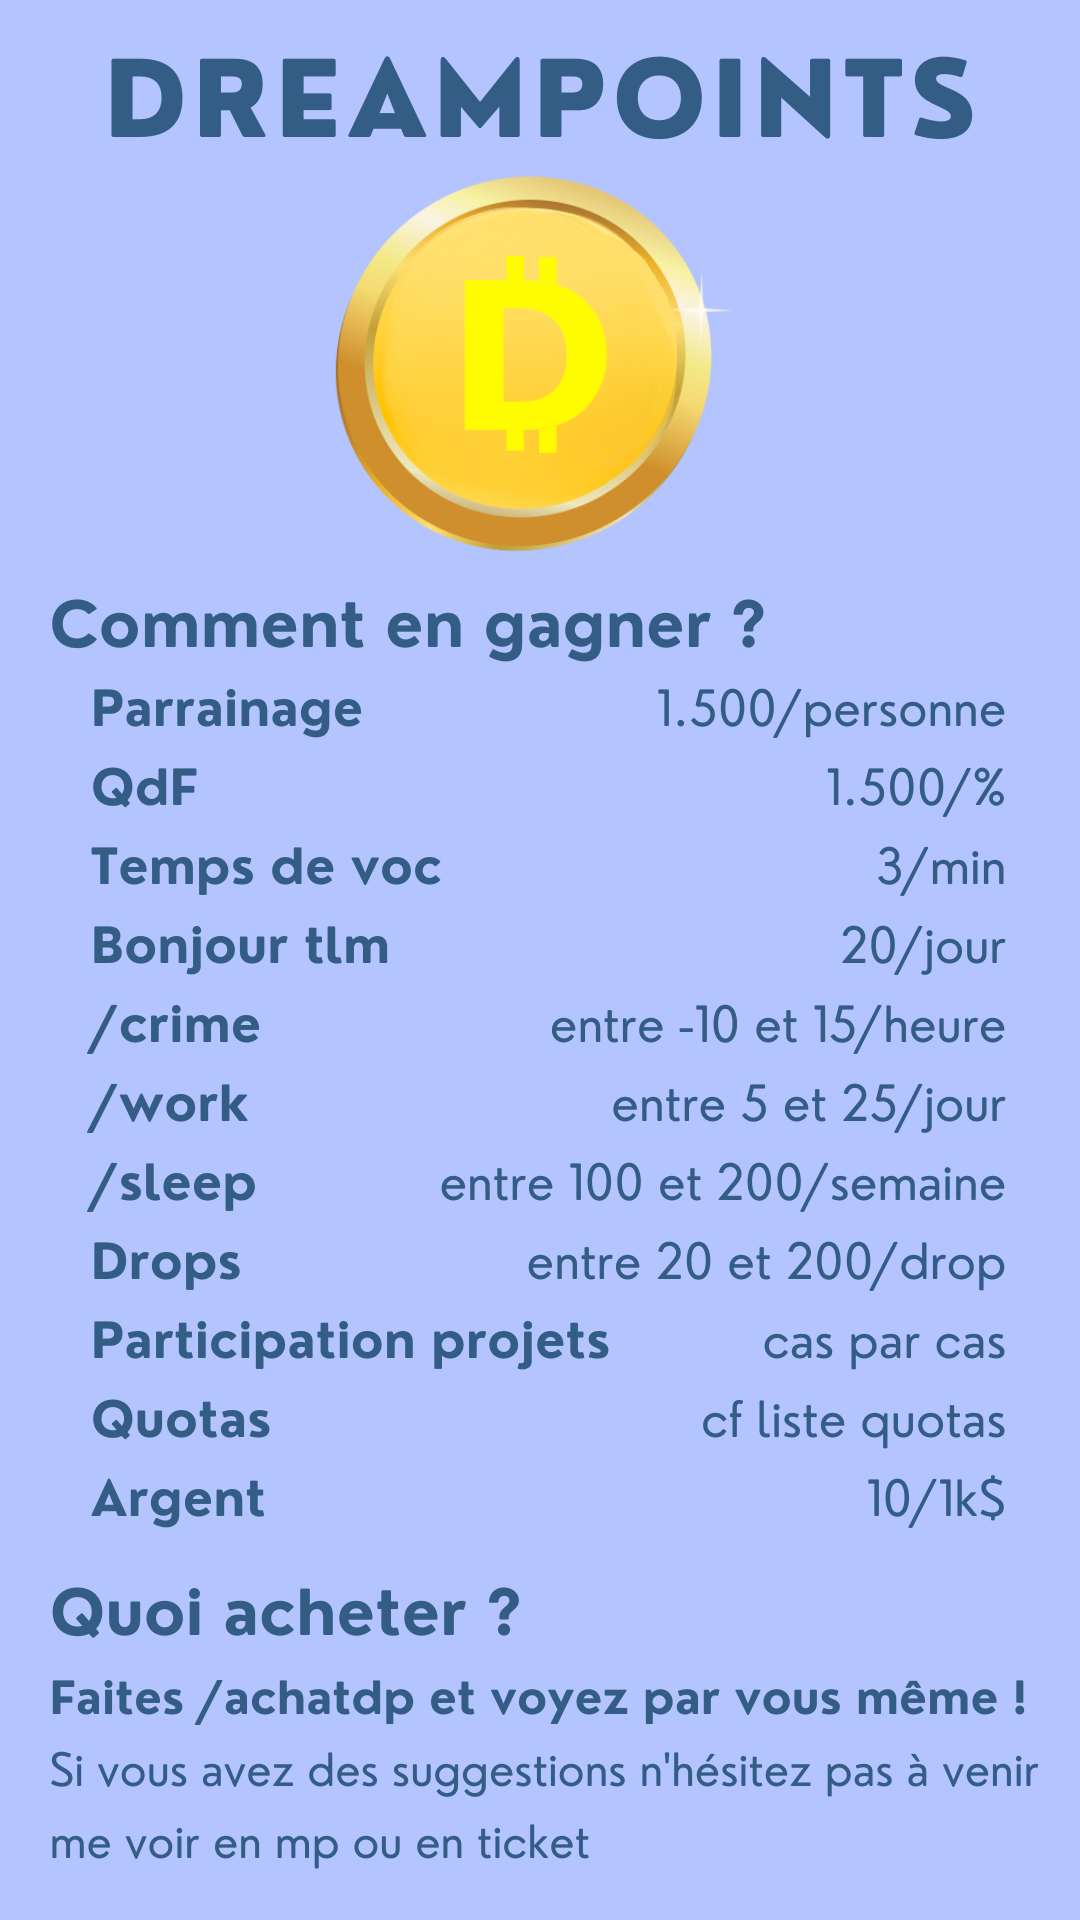 DREAMPOINTS
D
Comment en gagner ?
Parrainage 1.500/personne
QdF 1.500/%
Temps de voc 3/min
Bonjour tlm 20/jour
/crime entre -10 et 15/heure
/work entre 5 et 25/jour
/sleep entre 100 et 200/semaine
Drops entre 20 et 200/drop
Participation projets cas par cas
Quotas cf liste quotas
Argent 10/1k$
Quoi acheter ?
Faites /achatdp et voyez par vous même !
Si vous avez des suggestions n'hésitez pas à venir
me voir en mp ou en ticket